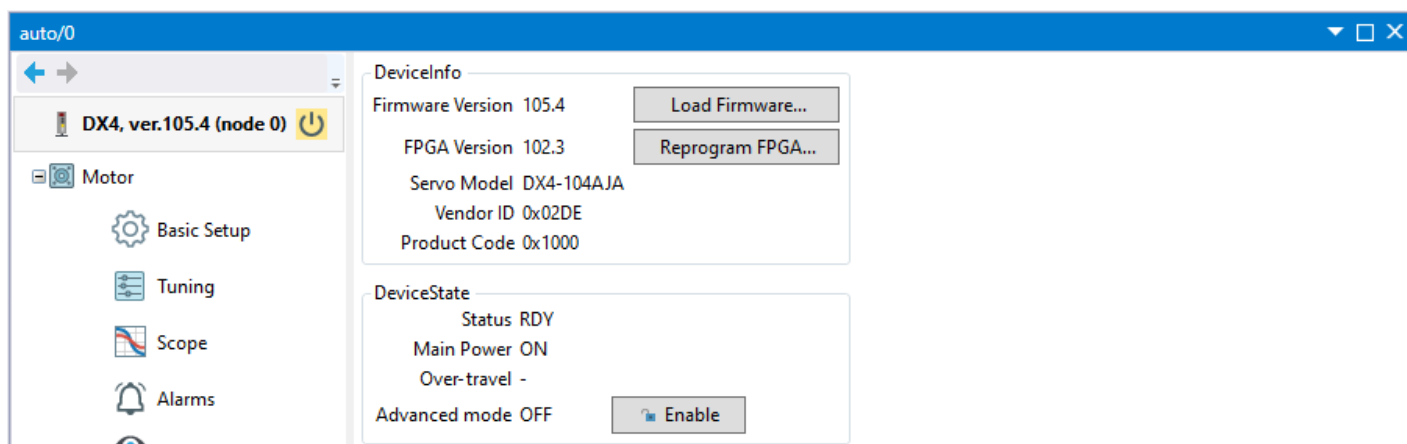 auto/0
DX4, ver.105.4 (node 0)
Motor
Basic Setup
Tuning
Scope
Alarms
DeviceInfo
Firmware Version 105.4 Load Firmware...
FPGA Version 102.3 Reprogram FPGA...
Servo Model DX4-104AJA
Vendor ID 0x02DE
Product Code 0x1000
DeviceState
Status RDY
Main Power ON
Over-travel -
Advanced mode OFF Enable